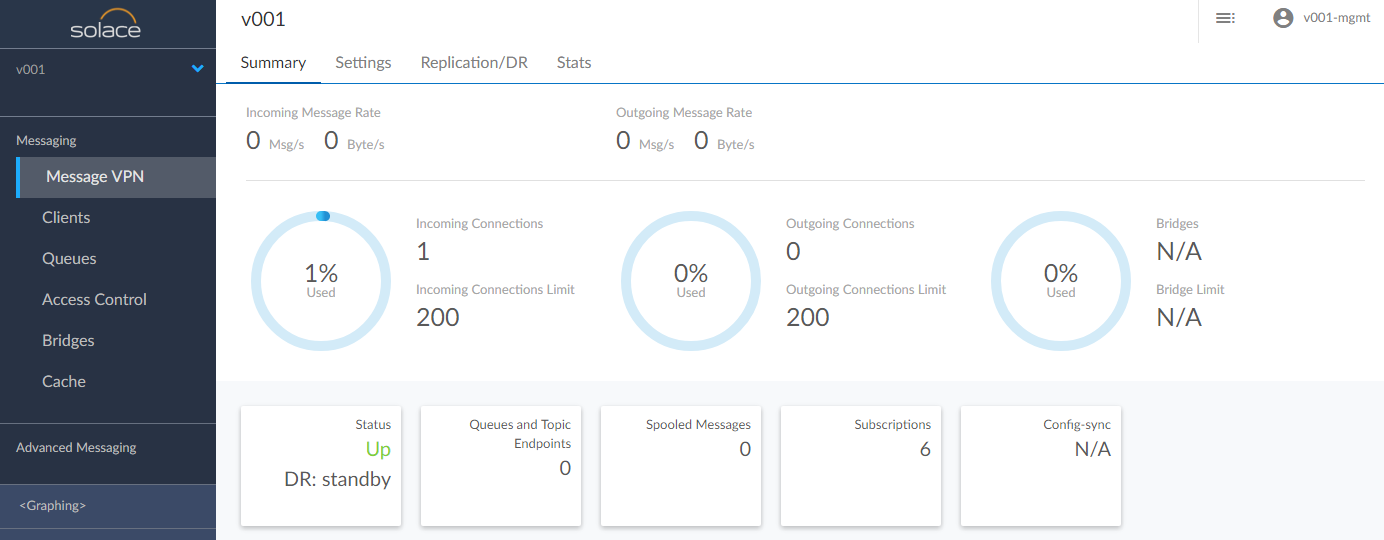 solace
v001
v001
v001-mgmt
Summary Settings Replication/DR Stats
Messaging
Message VPN
Clients
Queues
Access Control
Bridges
Cache
Advanced Messaging
<Graphing>
Incoming Message Rate
0 Msg/s 0 Byte/s
Outgoing Message Rate
0 Msg/s 0 Byte/s
1%
Used
Incoming Connections
1
Incoming Connections Limit
200
0%
Used
Outgoing Connections
0
Outgoing Connections Limit
200
0%
Used
Bridges
N/A
Bridge Limit
N/A
Status
Up
DR: standby
Queues and Topic
Endpoints
0
Spooled Messages
0
Subscriptions
6
Config-sync
N/A